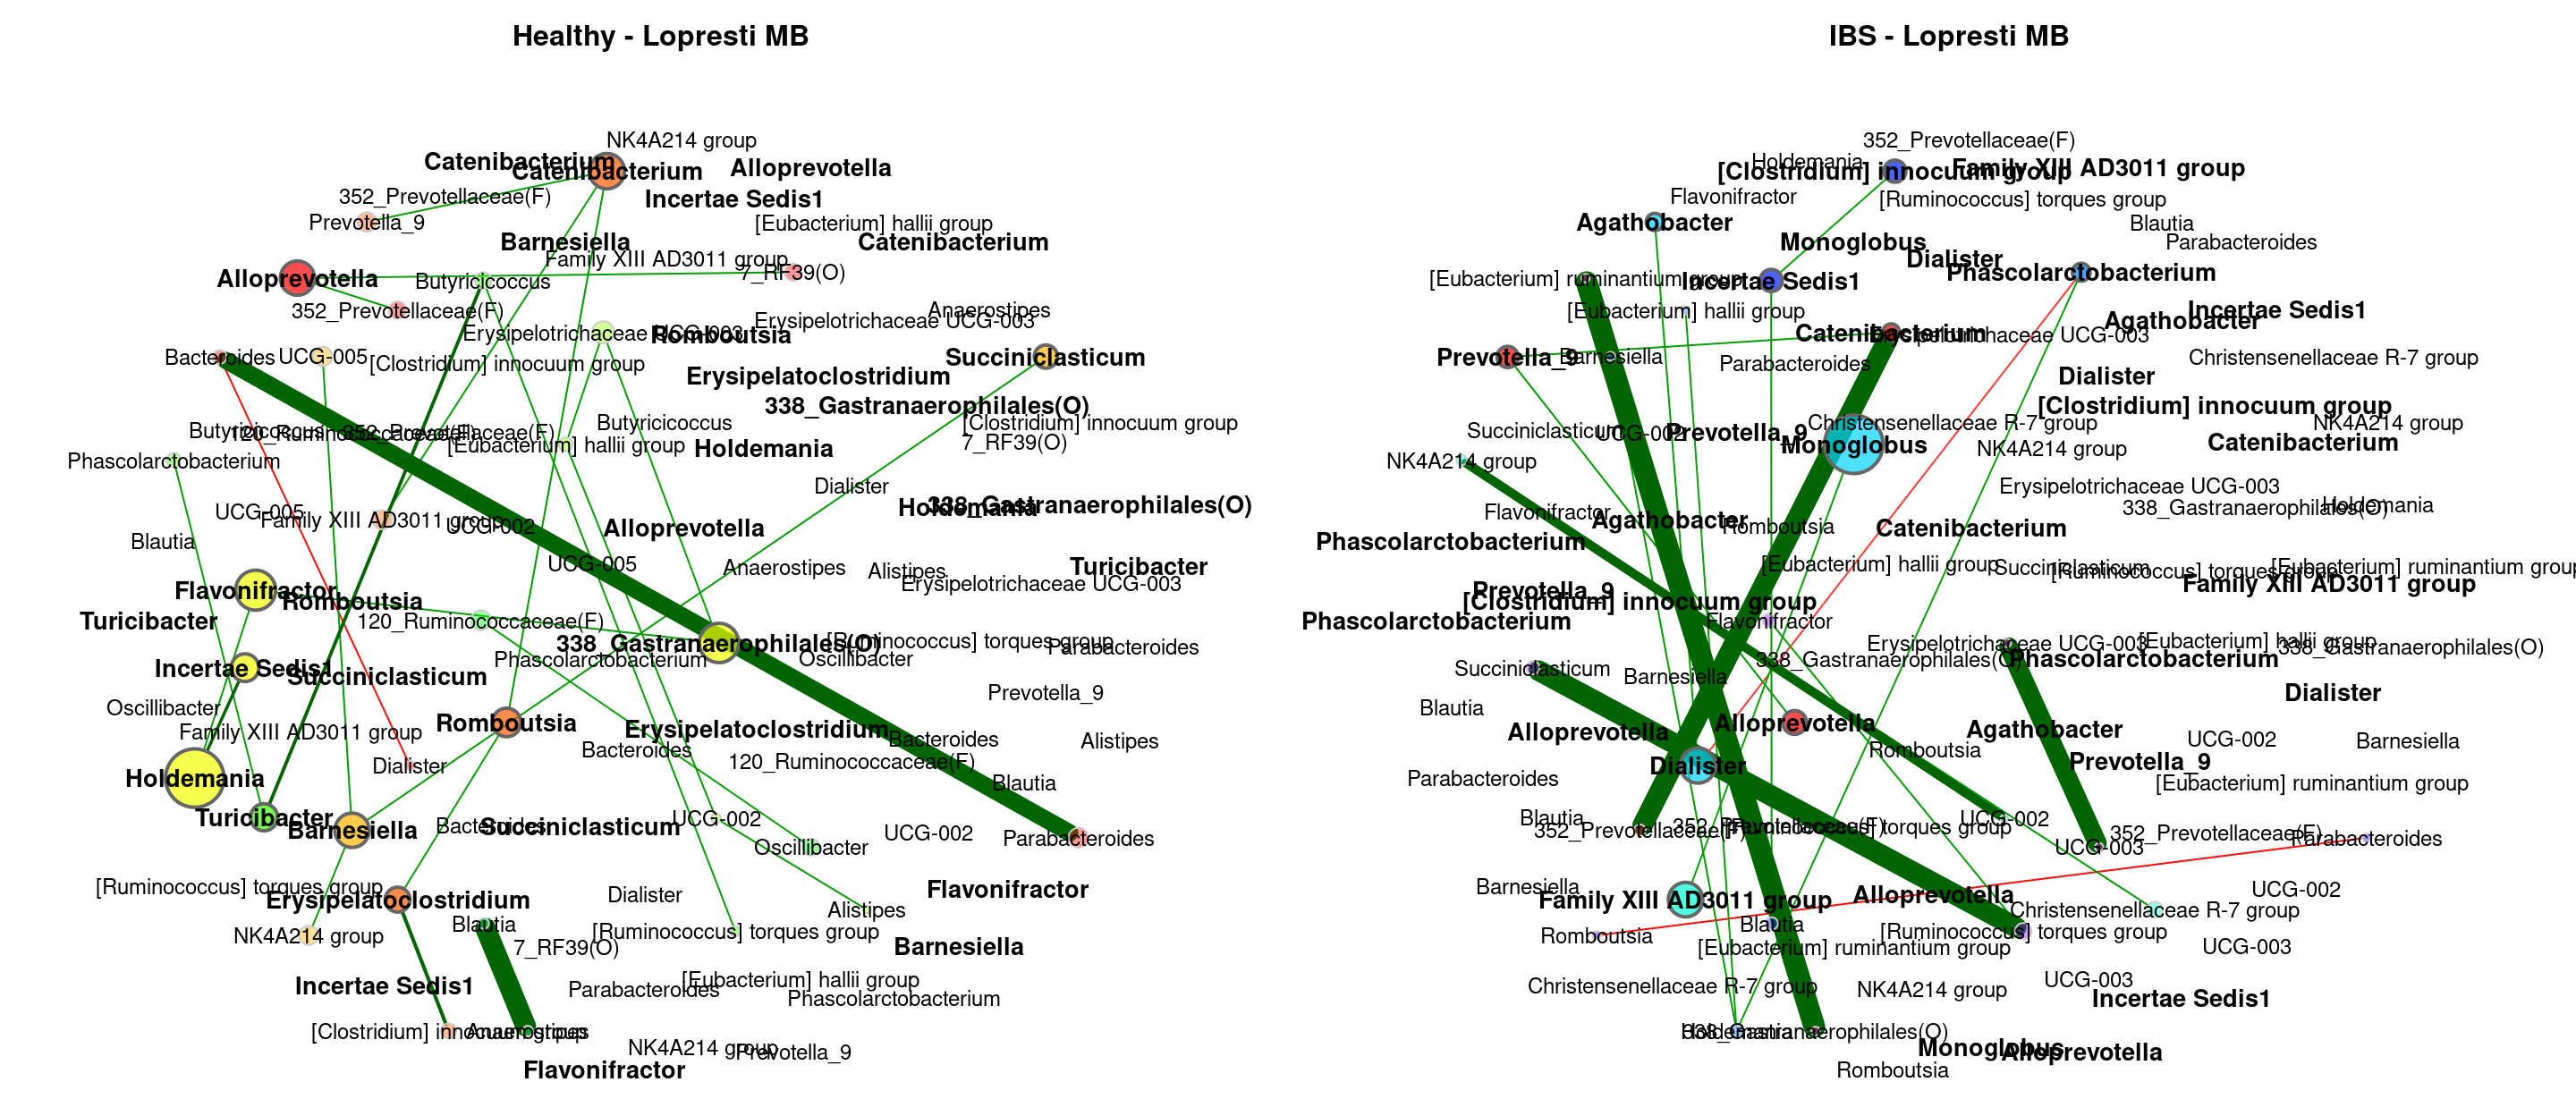 Healthy - Lopresti MB
NK4A214 group
Catenibacterium
Catenibacterium
Alloprevotella
352_Prevotellaceae(F)
Incertae Sedis1
Prevotella_9
[Eubacterium] hallii group
Barnesiella
Catenibacterium
Family XIII AD3011 group
7_RF39(O)
Alloprevotella
Butyricicoccus
352_Prevotellaceae(F)
Anaerostipes
Erysipelotrichaceae UCG-003
Erysipelotrichaceae UCG-003
Romboutsia
Bacteroides
UCG-005
[Clostridium] innocuum group
Succiniclasticum
Erysipelatoclostridium
338_Gastranaerophilales(O)
Butyricicoccus
[Clostridium] innocuum group
Butyricicoccus
120_Ruminococcaceae(F)
352_Prevotellaceae(F)
[Eubacterium] hallii group
7_RF39(O)
Holdemania
Phascolarctobacterium
Dialister
UCG-005
Family XIII AD3011 group
UCG-002
Holdemania
338_Gastranaerophilales(O)
Alloprevotella
Blautia
UCG-005
Anaerostipes
Alistipes
Turicibacter
Erysipelotrichaceae UCG-003
Flavonifractor
Romboutsia
Turicibacter
120_Ruminococcaceae(F)
338_Gastranaerophilales(O)
[Ruminococcus] torques group
Parabacteroides
Phascolarctobacterium
Oscillibacter
Incertae Sedis1
Succiniclasticum
Prevotella_9
Oscillibacter
Romboutsia
Family XIII AD3011 group
Erysipelatoclostridium
Bacteroides
Bacteroides
Alistipes
Dialister
120_Ruminococcaceae(F)
Holdemania
Blautia
Turicibacter
Barnesiella
Bacteroides
Succiniclasticum
UCG-002
UCG-002
Parabacteroides
Oscillibacter
[Ruminococcus] torques group
Erysipelatoclostridium
Dialister
Flavonifractor
Alistipes
Blautia
NK4A214 group
[Ruminococcus] torques group
7_RF39(O)
Barnesiella
Incertae Sedis1
Parabacteroides
[Eubacterium] hallii group
Phascolarctobacterium
[Clostridium] innocuum group
Anaerostipes
NK4A214 group
Prevotella_9
Flavonifractor
IBS - Lopresti MB
352_Prevotellaceae(F)
Holdemania
[Clostridium] innocuum group
Family XIII AD3011 group
Flavonifractor
[Ruminococcus] torques group
Agathobacter
Blautia
Monoglobus
Parabacteroides
Dialister
Phascolarctobacterium
[Eubacterium] ruminantium group
Incertae Sedis1
[Eubacterium] hallii group
Incertae Sedis1
Agathobacter
Catenibacterium
Erysipelotrichaceae UCG-003
Prevotella_9
Barnesiella
Parabacteroides
Christensenellaceae R-7 group
Dialister
[Clostridium] innocuum group
Christensenellaceae R-7 group
NK4A214 group
Succiniclasticum
UCG-002
Prevotella_9
Monoglobus
NK4A214 group
Catenibacterium
NK4A214 group
Erysipelotrichaceae UCG-003
Flavonifractor
Agathobacter
Romboutsia
338_Gastranaerophilales(O)
Holdemania
Catenibacterium
Phascolarctobacterium
[Eubacterium] hallii group
Succiniclasticum
[Ruminococcus] torques group
[Eubacterium] ruminantium group
Family XIII AD3011 group
Prevotella_9
[Clostridium] innocuum group
Phascolarctobacterium
Flavonifractor
Erysipelotrichaceae UCG-003
[Eubacterium] hallii group
338_Gastranaerophilales(O)
338_Gastranaerophilales(O)
Phascolarctobacterium
Succiniclasticum
Barnesiella
Dialister
Blautia
Alloprevotella
Alloprevotella
Agathobacter
UCG-002
Barnesiella
Romboutsia
Prevotella_9
Dialister
Parabacteroides
[Eubacterium] ruminantium group
Blautia
352_Prevotellaceae(F)
352_Prevotellaceae(F)
[Ruminococcus] torques group
UCG-002
352_Prevotellaceae(F)
Parabacteroides
UCG-003
Barnesiella
Family XIII AD3011 group
Alloprevotella
UCG-002
Christensenellaceae R-7 group
Romboutsia
Blautia
[Ruminococcus] torques group
[Eubacterium] ruminantium group
UCG-003
Christensenellaceae R-7 group
NK4A214 group
UCG-003
Incertae Sedis1
Holdemania
338_Gastranaerophilales(O)
Monoglobus
Alloprevotella
Romboutsia